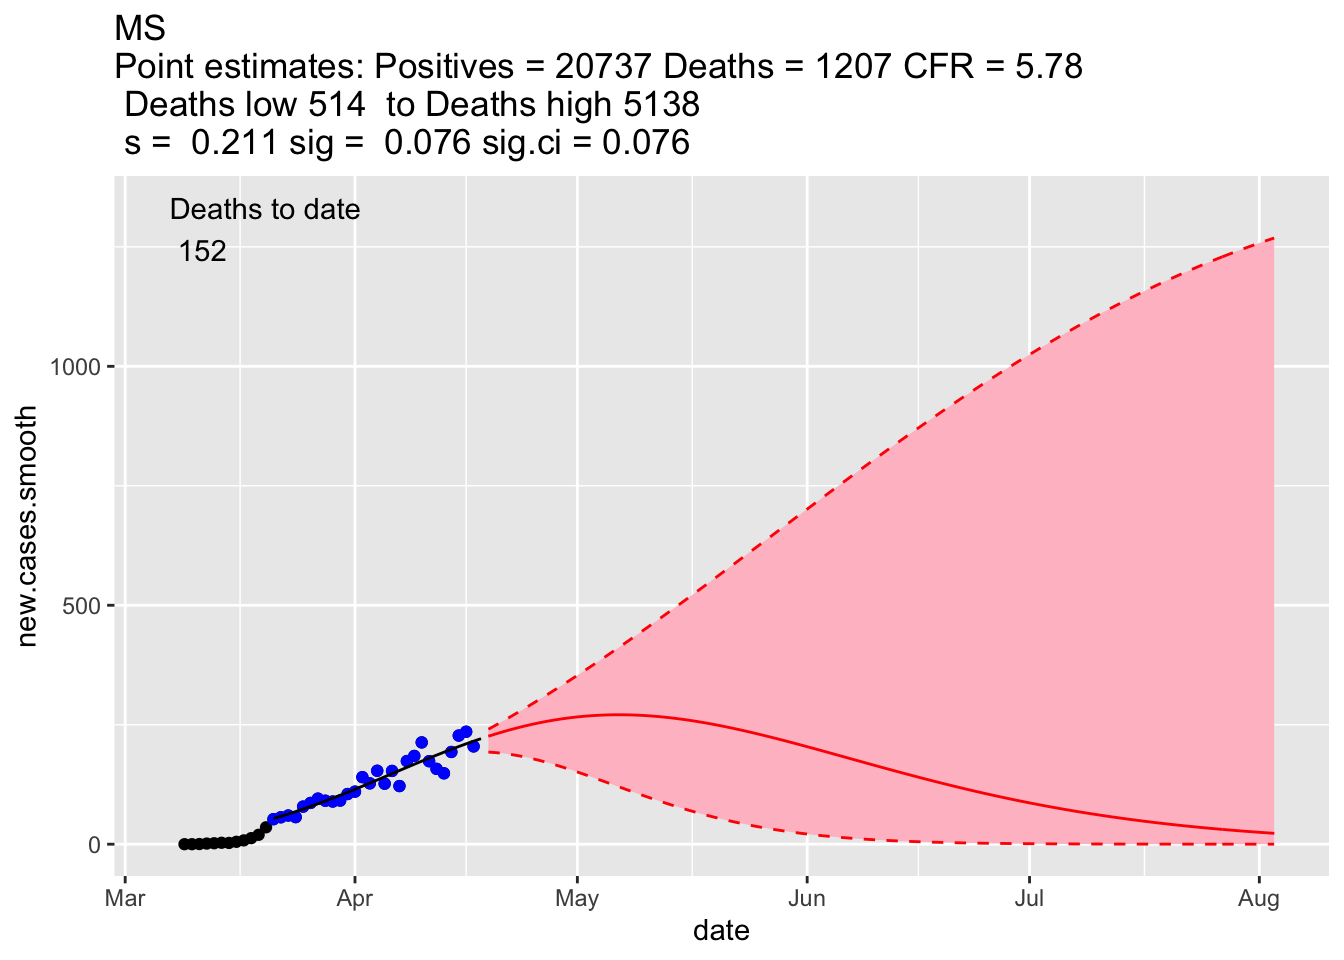 MS
Point estimates: Positives = 20737 Deaths = 1207 CFR = 5.78
Deaths low 514  to Deaths high 5138
s =  0.211 sig =  0.076 sig.ci = 0.076
Deaths to date
152
1000
500
0
new.cases.smooth
Mar Apr May Jun Jul Aug
date